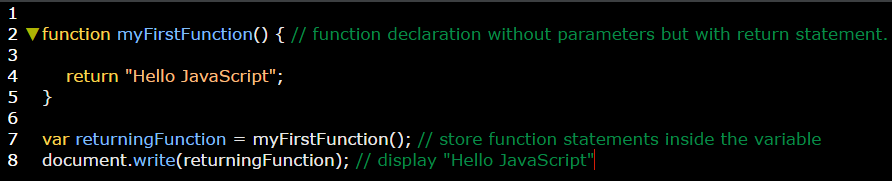 1
2 ▼function myFirstFunction() { // function declaration without parameters but with return statement.
3
4 return "Hello JavaScript";
5 }
6
7 var returningFunction = myFirstFunction(); // store function statements inside the variable
8 document.write(returningFunction); // display "Hello JavaScript"